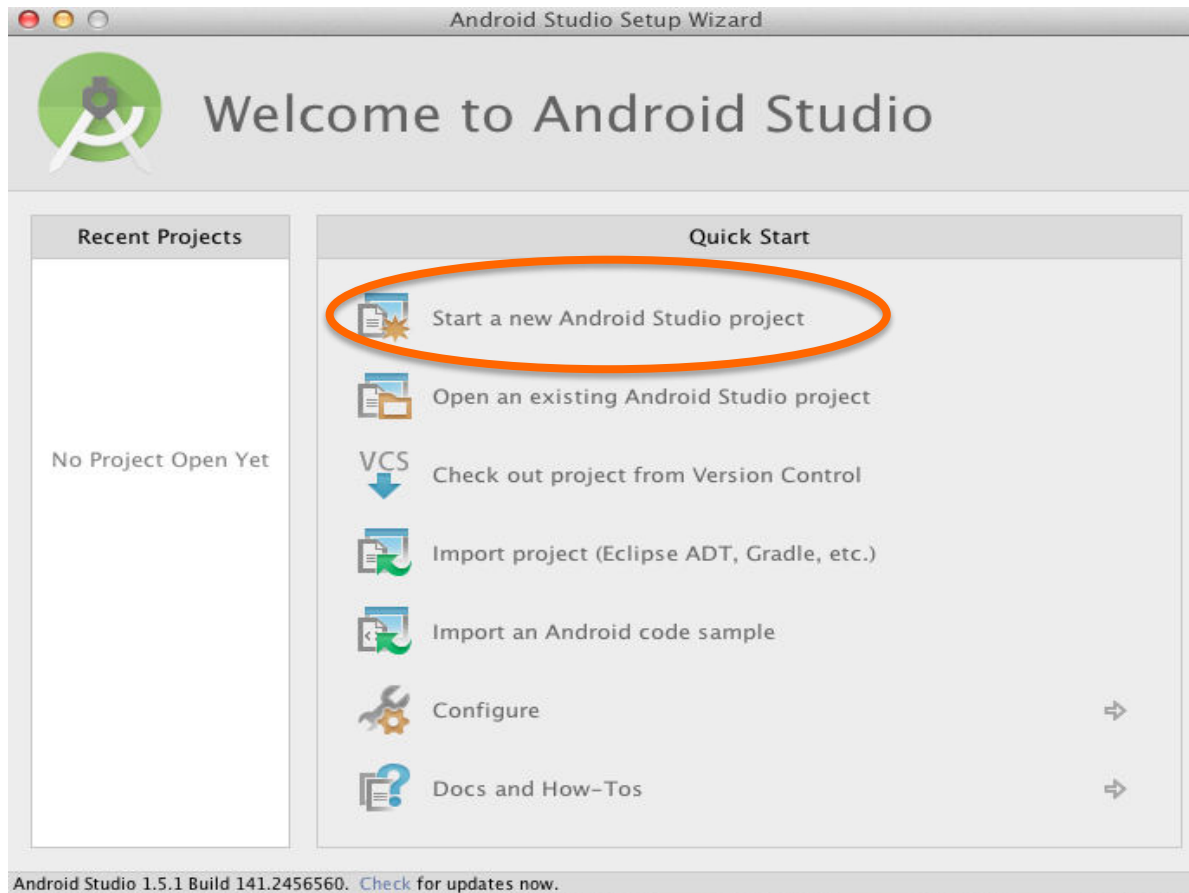 Android Studio Setup Wizard
Welcome to Android Studio
Recent Projects
No Project Open Yet
Quick Start
Start a new Android Studio project
Open an existing Android Studio project
VCS
Check out project from Version Control
Import project (Eclipse ADT, Gradle, etc.)
Import an Android code sample
Configure
Docs and How-Tos
Android Studio 1.5.1 Build 141.2456560. Check for updates now.